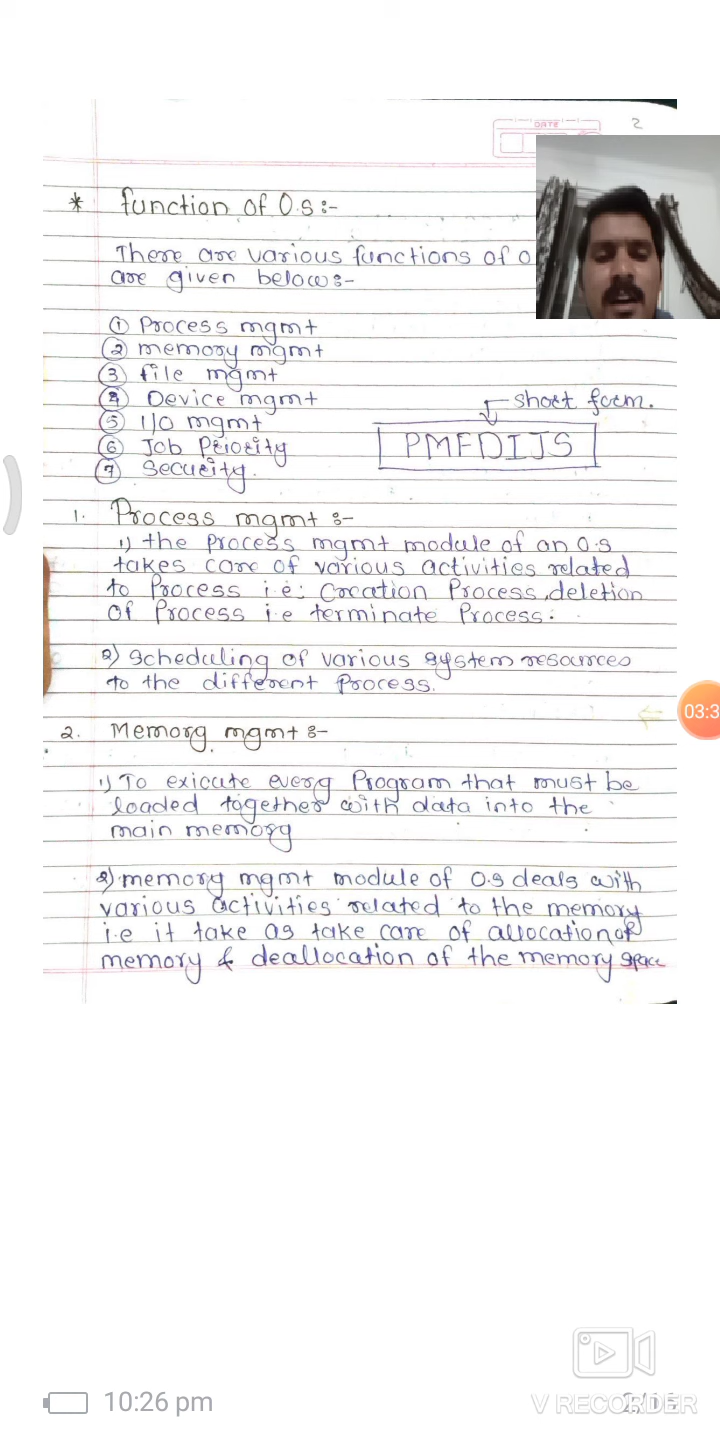 DATE
2
* function of O.S :-
There are various functions of O
are given below :-
① Process mgmt
② memory mgmt
③ file mgmt
④ Device mgmt
⑤ I/O mgmt
⑥ Job Priority
⑦ Security.
short form.
PMFDIJS
1. Process mgmt :-
1) the process mgmt module of an O.S
takes care of various activities related
to Process i.e: Creation Process, deletion
of Process i.e terminate Process.
2) Scheduling of various system resources
to the different Process.
2. Memory mgmt :-
1) To exicute every Program that must be
loaded together with data into the
main memory
2) memory mgmt module of O.S deals with
various activities related to the memory
i.e it take as take care of allocation of
memory & deallocation of the memory space
03:3
10:26 pm
V RECORDER